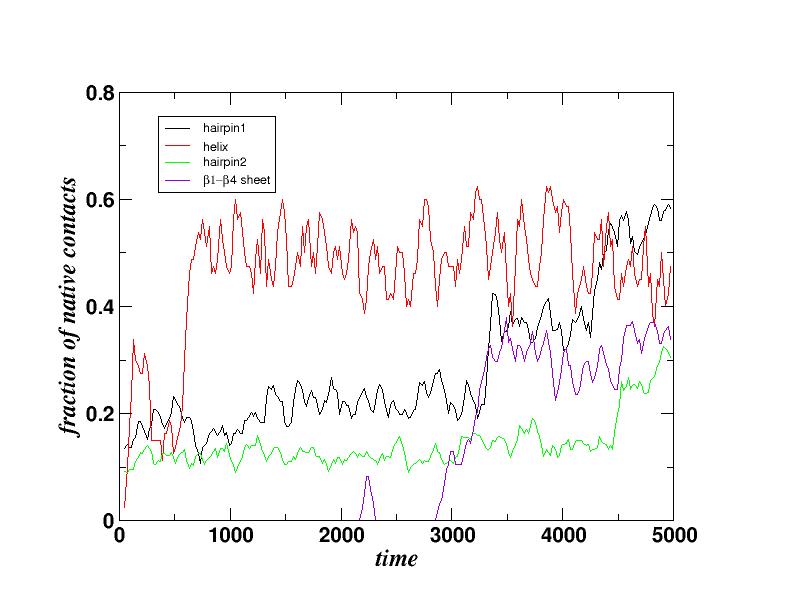 0.8
hairpin1
helix
hairpin2
β1–β4 sheet
0.6
0.4
0.2
0
fraction of native contacts
0 1000 2000 3000 4000 5000
time